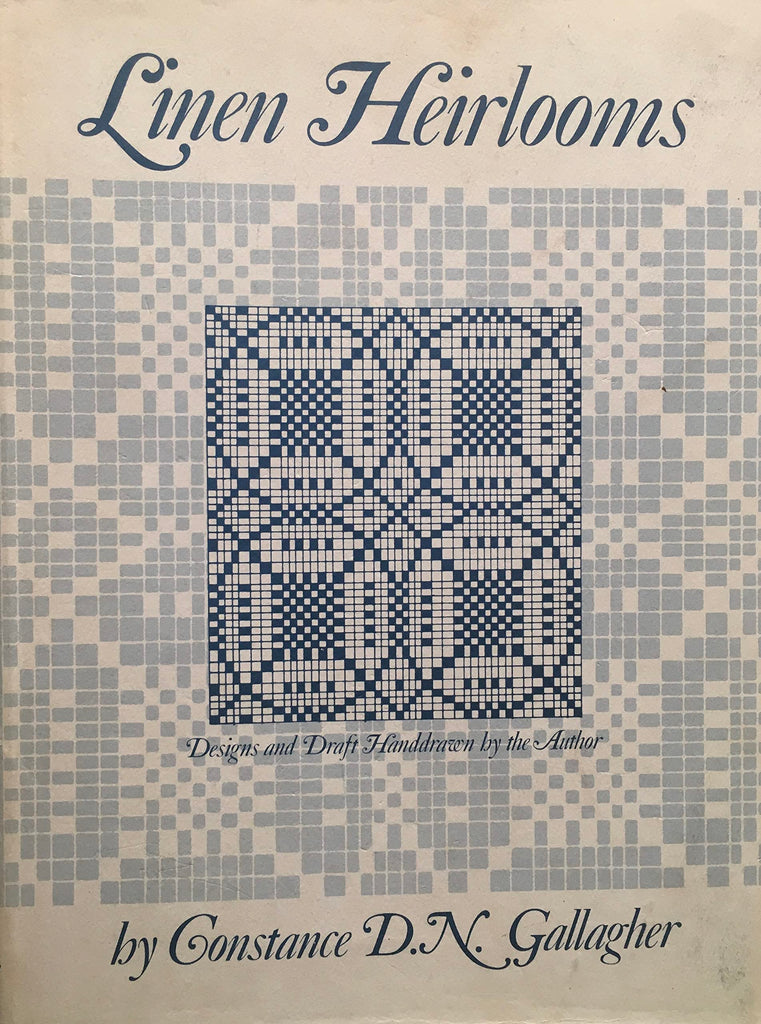 Linen Heirlooms
Designs and Draft Handdrawn by the Author
by Constance D.N. Gallagher